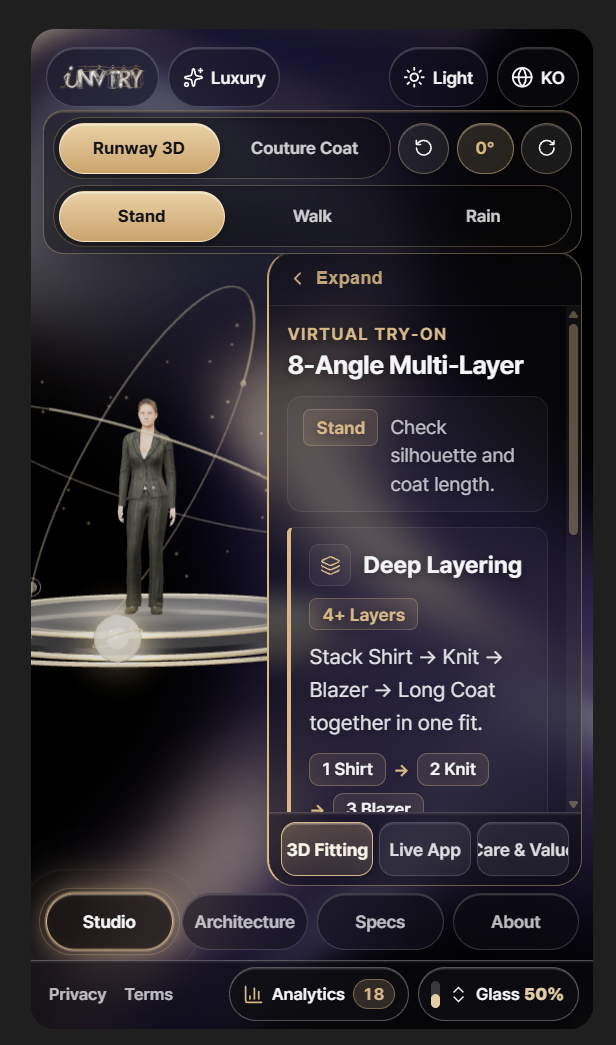 iNVTRY
Luxury
Light
KO
Runway 3D
Couture Coat
0°
Stand
Walk
Rain
Expand
VIRTUAL TRY-ON
8-Angle Multi-Layer
Stand
Check
silhouette and
coat length.
Deep Layering
4+ Layers
Stack Shirt → Knit →
Blazer → Long Coat
together in one fit.
1 Shirt → 2 Knit
→ 3 Blazer
3D Fitting
Live App
Care & Valu
Studio
Architecture
Specs
About
Privacy
Terms
Analytics 18
Glass 50%